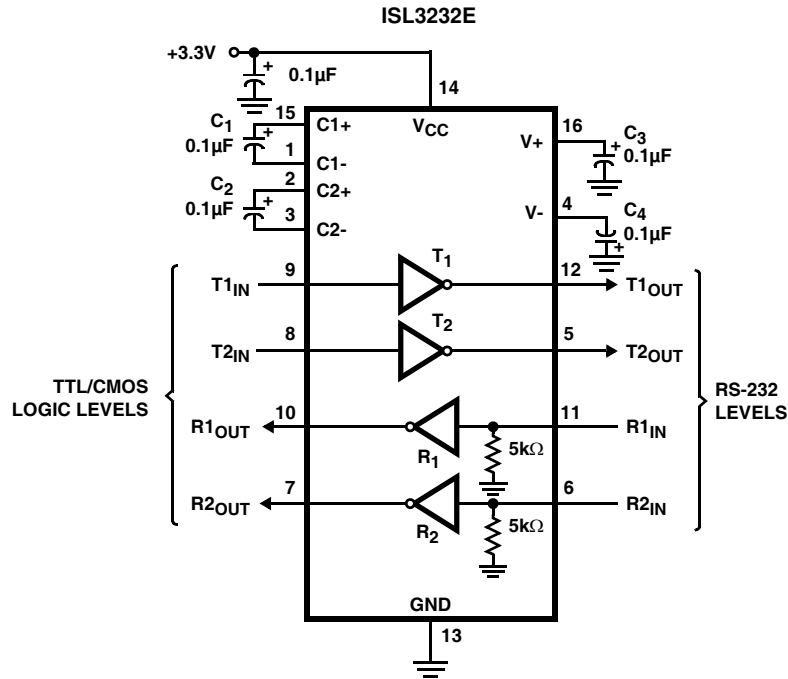 ISL3232E
+3.3V
+
0.1µF
14
15
C1+
VCC
16
C1
0.1µF
+
V+
+
C3
0.1µF
1
C1-
2
C2+
C2
0.1µF
+
4
V-
C4
0.1µF
+
3
C2-
T1IN
9
T1
12
T1OUT
T2IN
8
T2
5
T2OUT
TTL/CMOS
LOGIC LEVELS
RS-232
LEVELS
R1OUT
10
R1
5kΩ
11
R1IN
R2OUT
7
R2
5kΩ
6
R2IN
GND
13